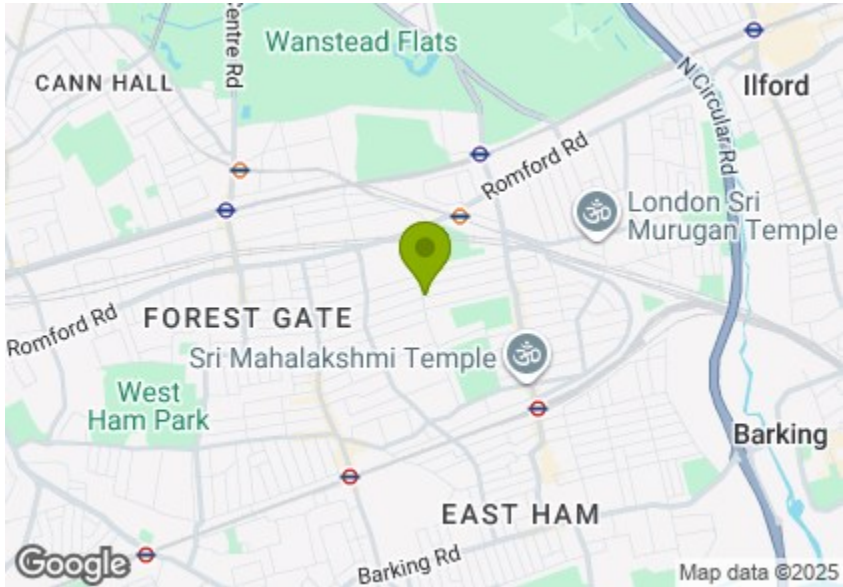 Wanstead Flats
Centre Rd
CANN HALL
N Circular Rd
Ilford
Romford Rd
London Sri
Murugan Temple
Romford Rd
FOREST GATE
Sri Mahalakshmi Temple
West
Ham Park
Barking
EAST HAM
Barking Rd
Google
Map data ©2025